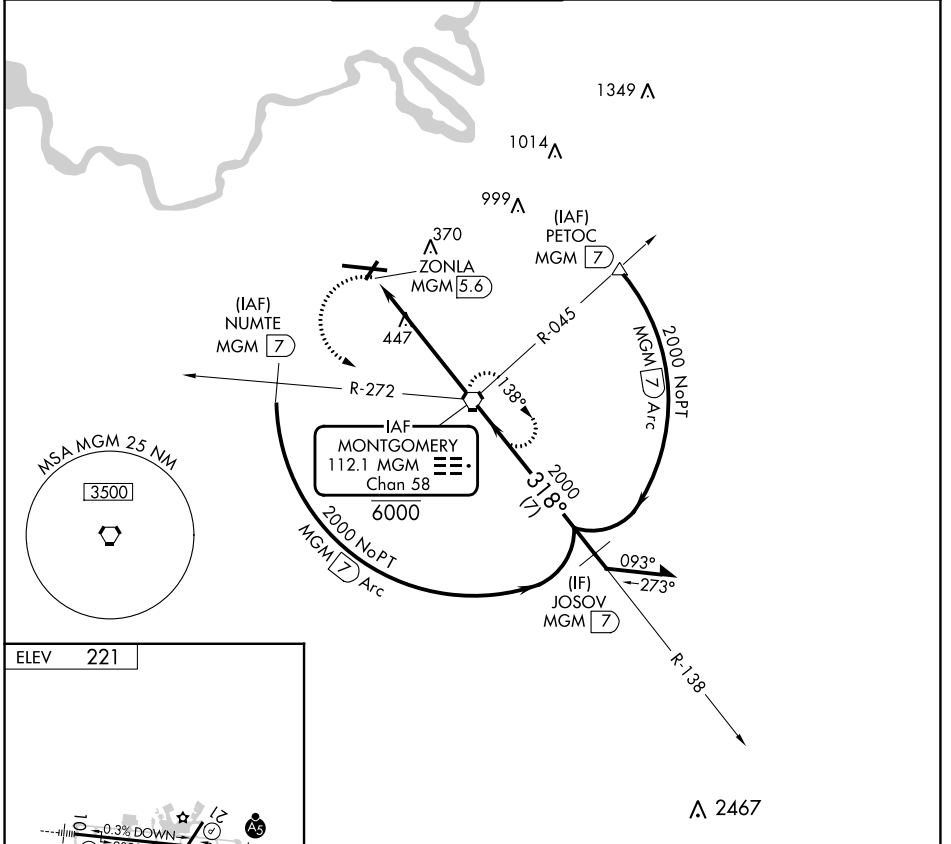 1349
1014
999
(IAF)
PETOC
MGM 7
370
ZONLA
MGM 5.6
(IAF)
NUMTE
MGM 7
447
R-045
2000 NoPT
MGM 7 Arc
R-272
138°
IAF
MONTGOMERY
112.1 MGM
Chan 58
6000
MSA MGM 25 NM
3500
2000
318°
(7)
2000 NoPT
MGM 7 Arc
093°
273°
(IF)
JOSOV
MGM 7
R-138
ELEV 221
2467
10
0.3% DOWN
21
P
A5